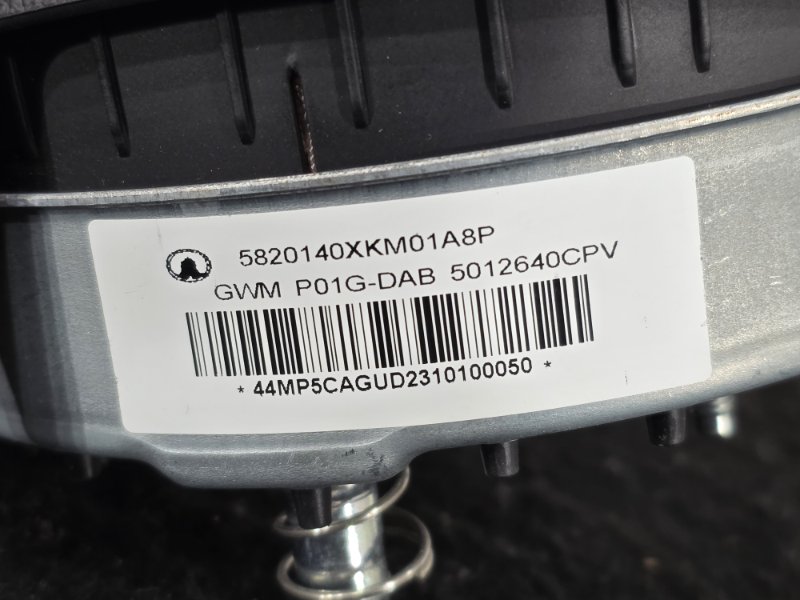 5820140XKM01A8P
GWM P01G-DAB 5012640CPV
* 44MP5CAGUD2310100050 *